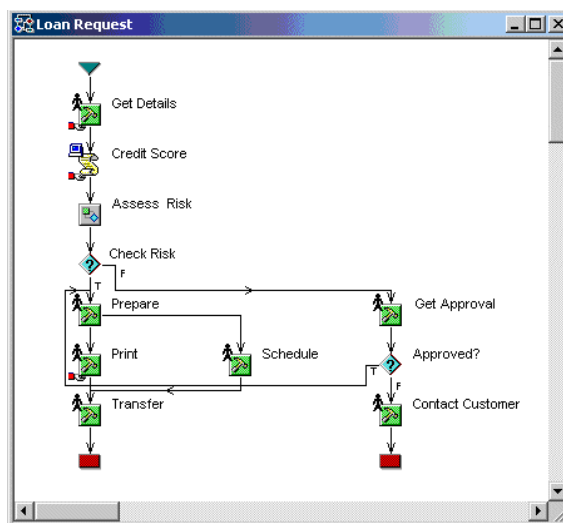 Loan Request
Get Details
Credit Score
Assess Risk
Check Risk
F
T
Prepare
Get Approval
Print
Schedule
Approved?
T
F
Transfer
Contact Customer